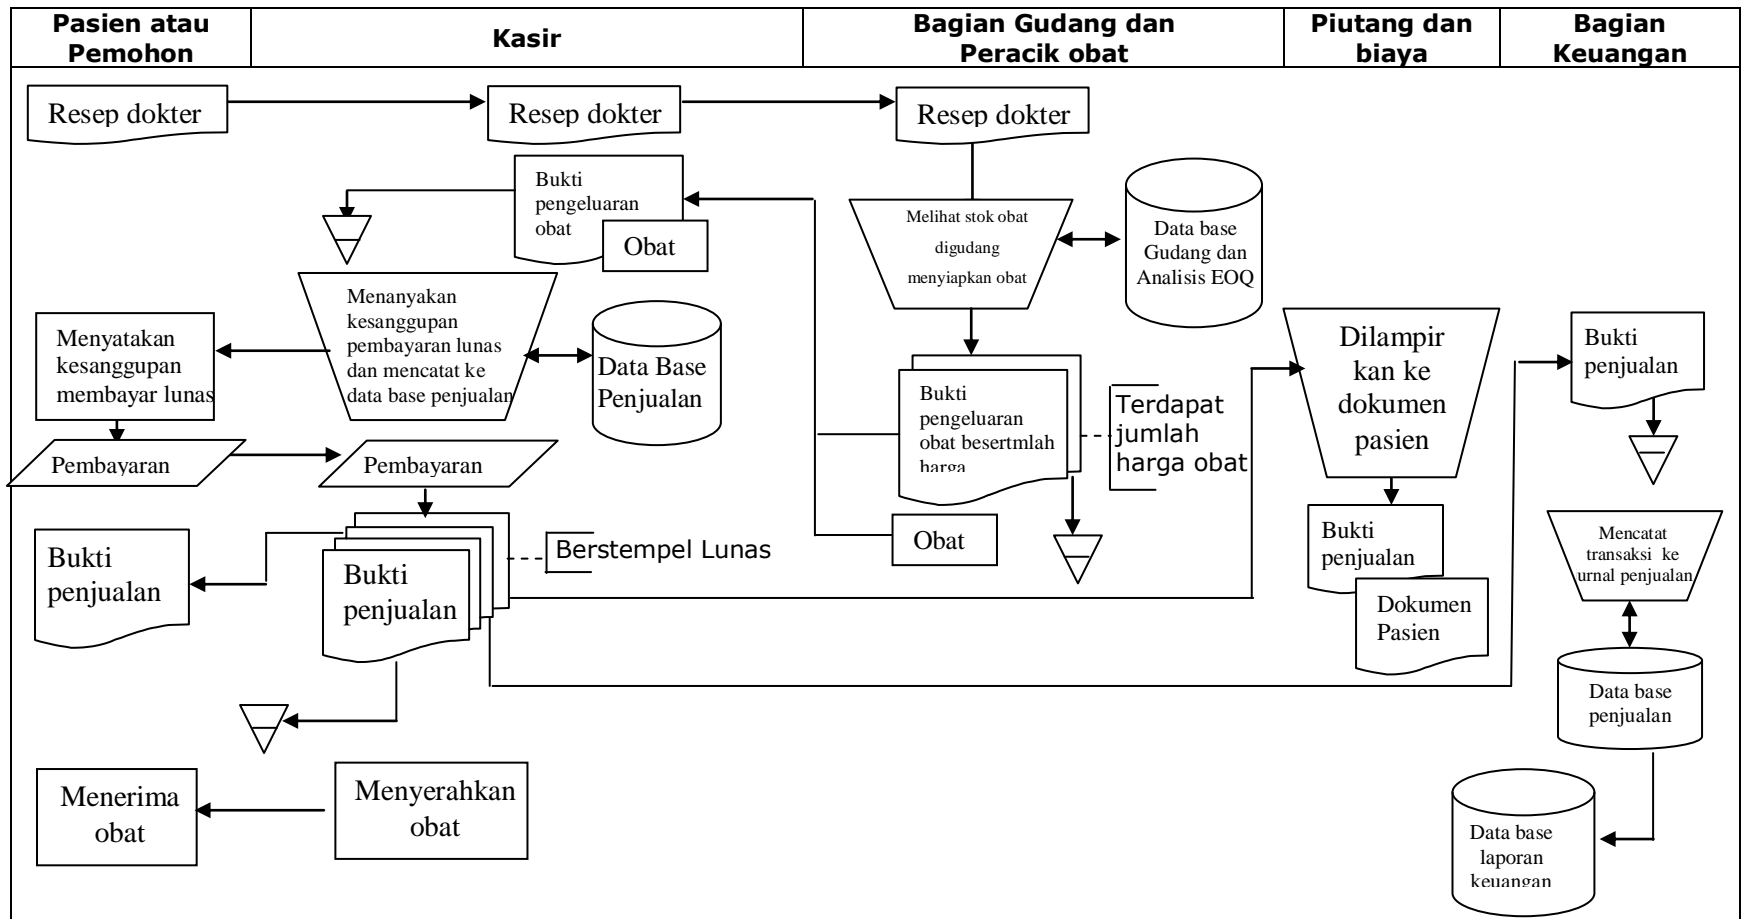 Pasien atau
Pemohon
Kasir
Bagian Gudang dan
Peracik obat
Piutang dan
biaya
Bagian
Keuangan
Resep dokter
Resep dokter
Resep dokter
Bukti
pengeluaran
obat
Obat
Melihat stok obat
digudang
menyiapkan obat
Data base
Gudang dan
Analisis EOQ
Menanyakan
kesanggupan
pembayaran lunas
dan mencatat ke
data base penjualan
Data Base
Penjualan
Menyatakan
kesanggupan
membayar lunas
Bukti
pengeluaran
obat besertmlah
harga
Terdapat
jumlah
harga obat
Dilampir
kan ke
dokumen
pasien
Bukti
penjualan
Pembayaran
Pembayaran
Obat
Bukti
penjualan
Bukti
penjualan
Berstempel Lunas
Bukti
penjualan
Dokumen
Pasien
Mencatat
transaksi ke
urnal penjualan
Data base
penjualan
Menerima
obat
Menyerahkan
obat
Data base
laporan
keuangan